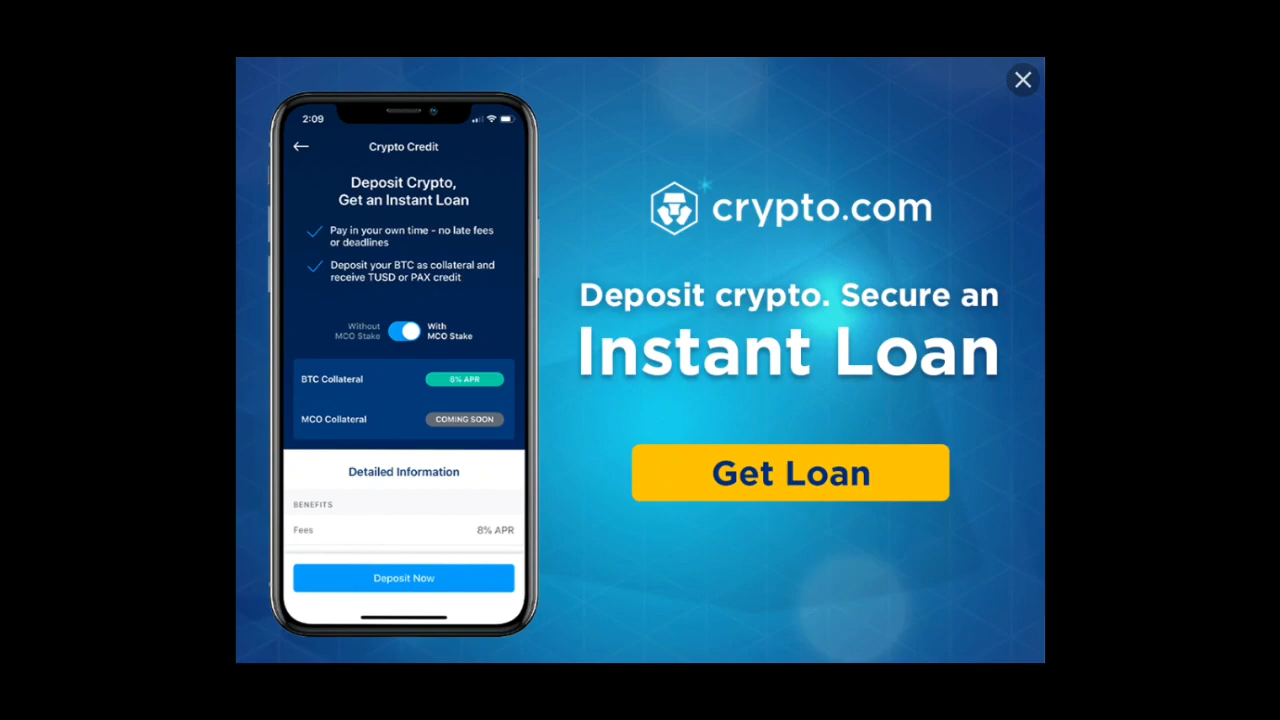 2:09
Crypto Credit
Deposit Crypto,
Get an Instant Loan
Pay in your own time - no late fees
or deadlines
Deposit your BTC as collateral and
receive TUSD or PAX credit
Without
MCO Stake
With
MCO Stake
BTC Collateral 8% APR
MCO Collateral COMING SOON
Detailed Information
BENEFITS
Fees 8% APR
Deposit Now
crypto.com
Deposit crypto. Secure an
Instant Loan
Get Loan